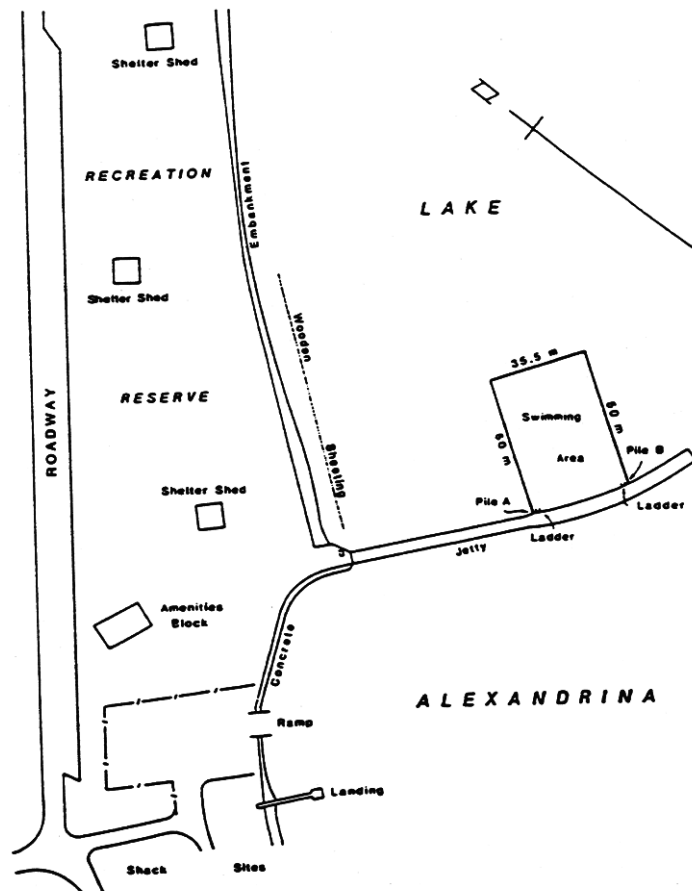 Shelter Shed
RECREATION
Embankment
LAKE
Shelter Shed
Wooden
35.5 m
ROADWAY
RESERVE
Swimming
Area
50 m
60 m
Sheeting
Pile B
Shelter Shed
Pile A
Ladder
Ladder
Jetty
Amenities
Block
Concrete
ALEXANDRINA
Ramp
Landing
Shack
Sites